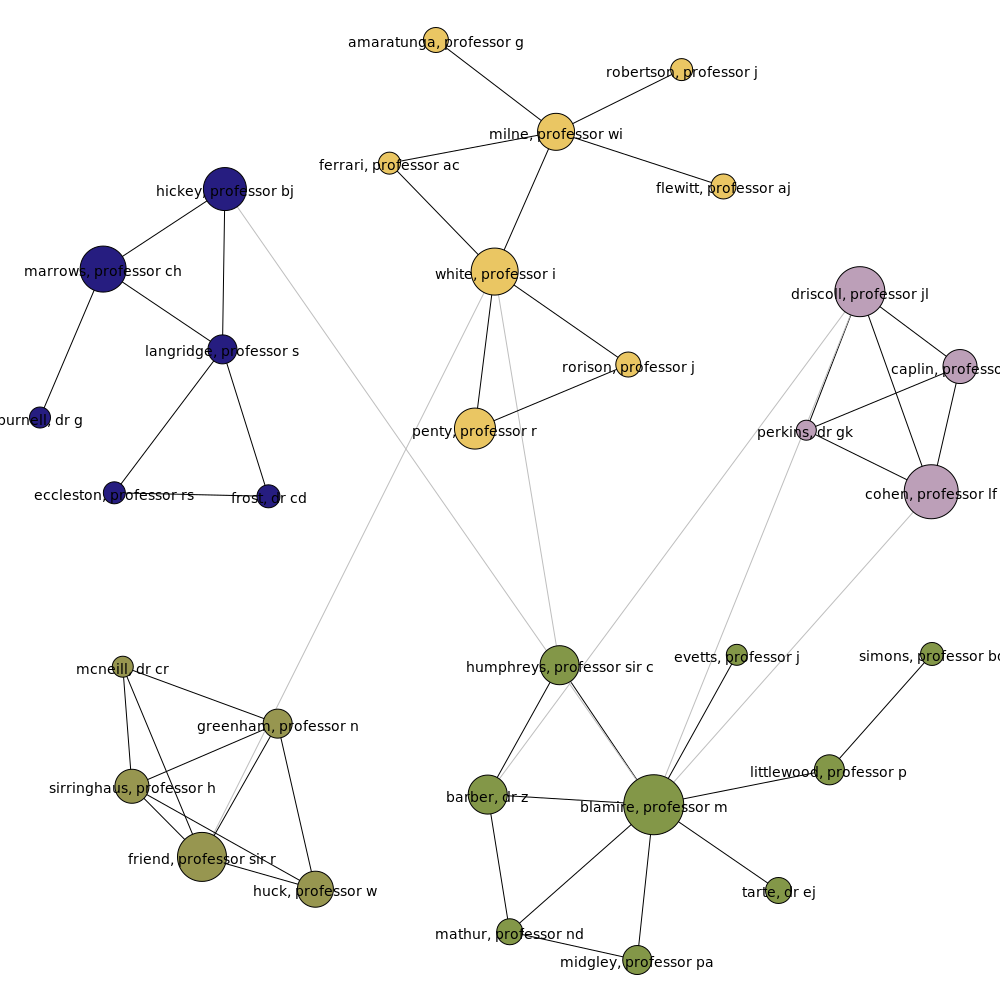 amaratunga, professor g
robertson, professor j
milne, professor wi
ferrari, professor ac
flewitt, professor aj
hickey, professor bj
marrows, professor ch
white, professor i
driscoll, professor jl
langridge, professor s
rorison, professor j
caplin, professo
burnell, dr g
penty, professor r
perkins, dr gk
eccleston, professor rs
frost, dr cd
cohen, professor lf
mcneill, dr cr
humphreys, professor sir c
evetts, professor j
simons, professor
greenham, professor n
sirringhaus, professor h
littlewood, professor p
barber, dr z
blamire, professor m
friend, professor sir r
huck, professor w
tarte, dr ej
mathur, professor nd
midgley, professor pa